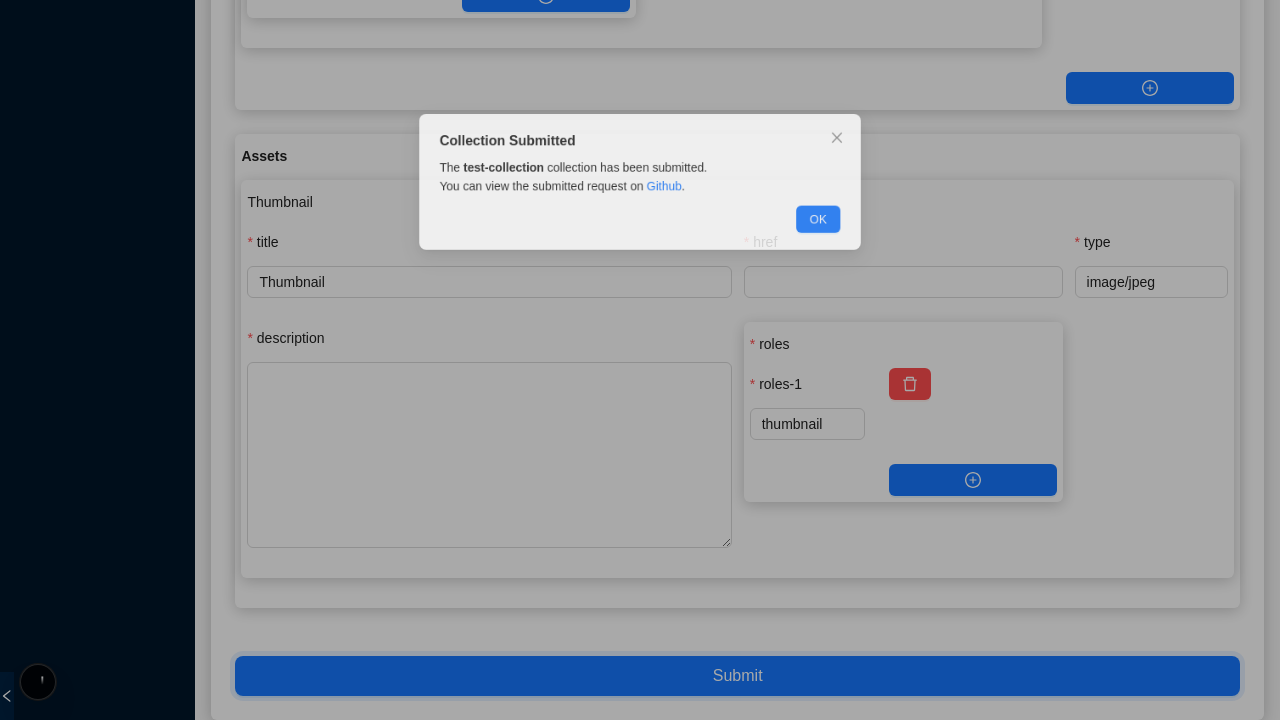 Collection Submitted
The test-collection collection has been submitted.
You can view the submitted request on Github.
OK
Assets
Thumbnail
* title
* href
* type
Thumbnail
image/jpeg
* description
* roles
* roles-1
thumbnail
Submit